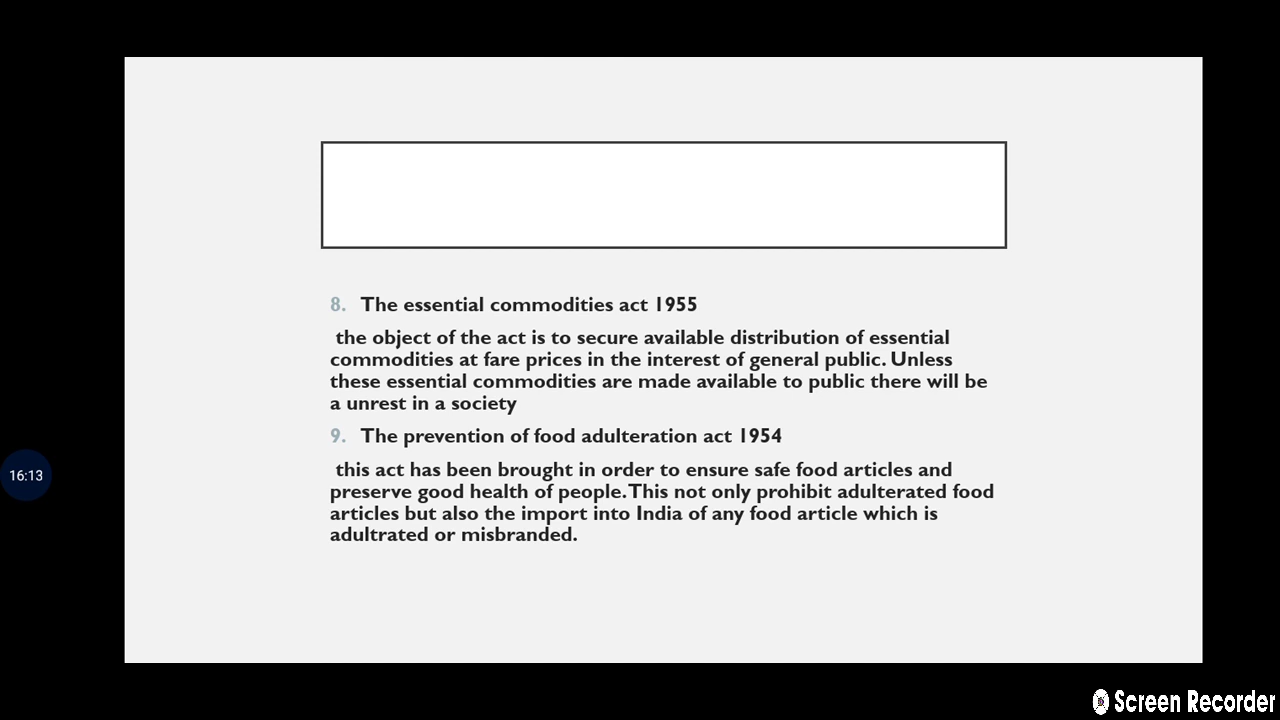 8. The essential commodities act 1955
the object of the act is to secure available distribution of essential
commodities at fare prices in the interest of general public. Unless
these essential commodities are made available to public there will be
a unrest in a society
9. The prevention of food adulteration act 1954
this act has been brought in order to ensure safe food articles and
preserve good health of people. This not only prohibit adulterated food
articles but also the import into India of any food article which is
adultrated or misbranded.
16:13
Screen Recorder